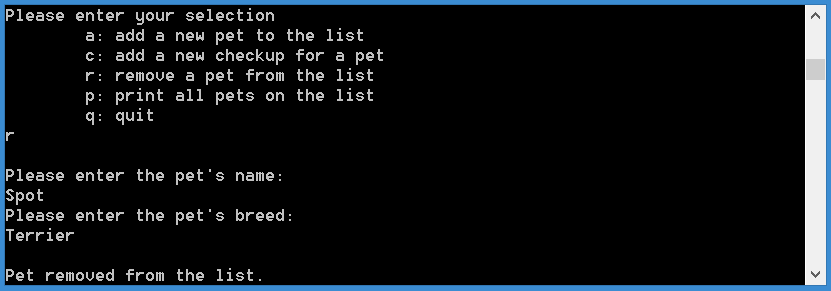 Please enter your selection
a: add a new pet to the list
c: add a new checkup for a pet
r: remove a pet from the list
p: print all pets on the list
q: quit
r
Please enter the pet's name:
Spot
Please enter the pet's breed:
Terrier
Pet removed from the list.